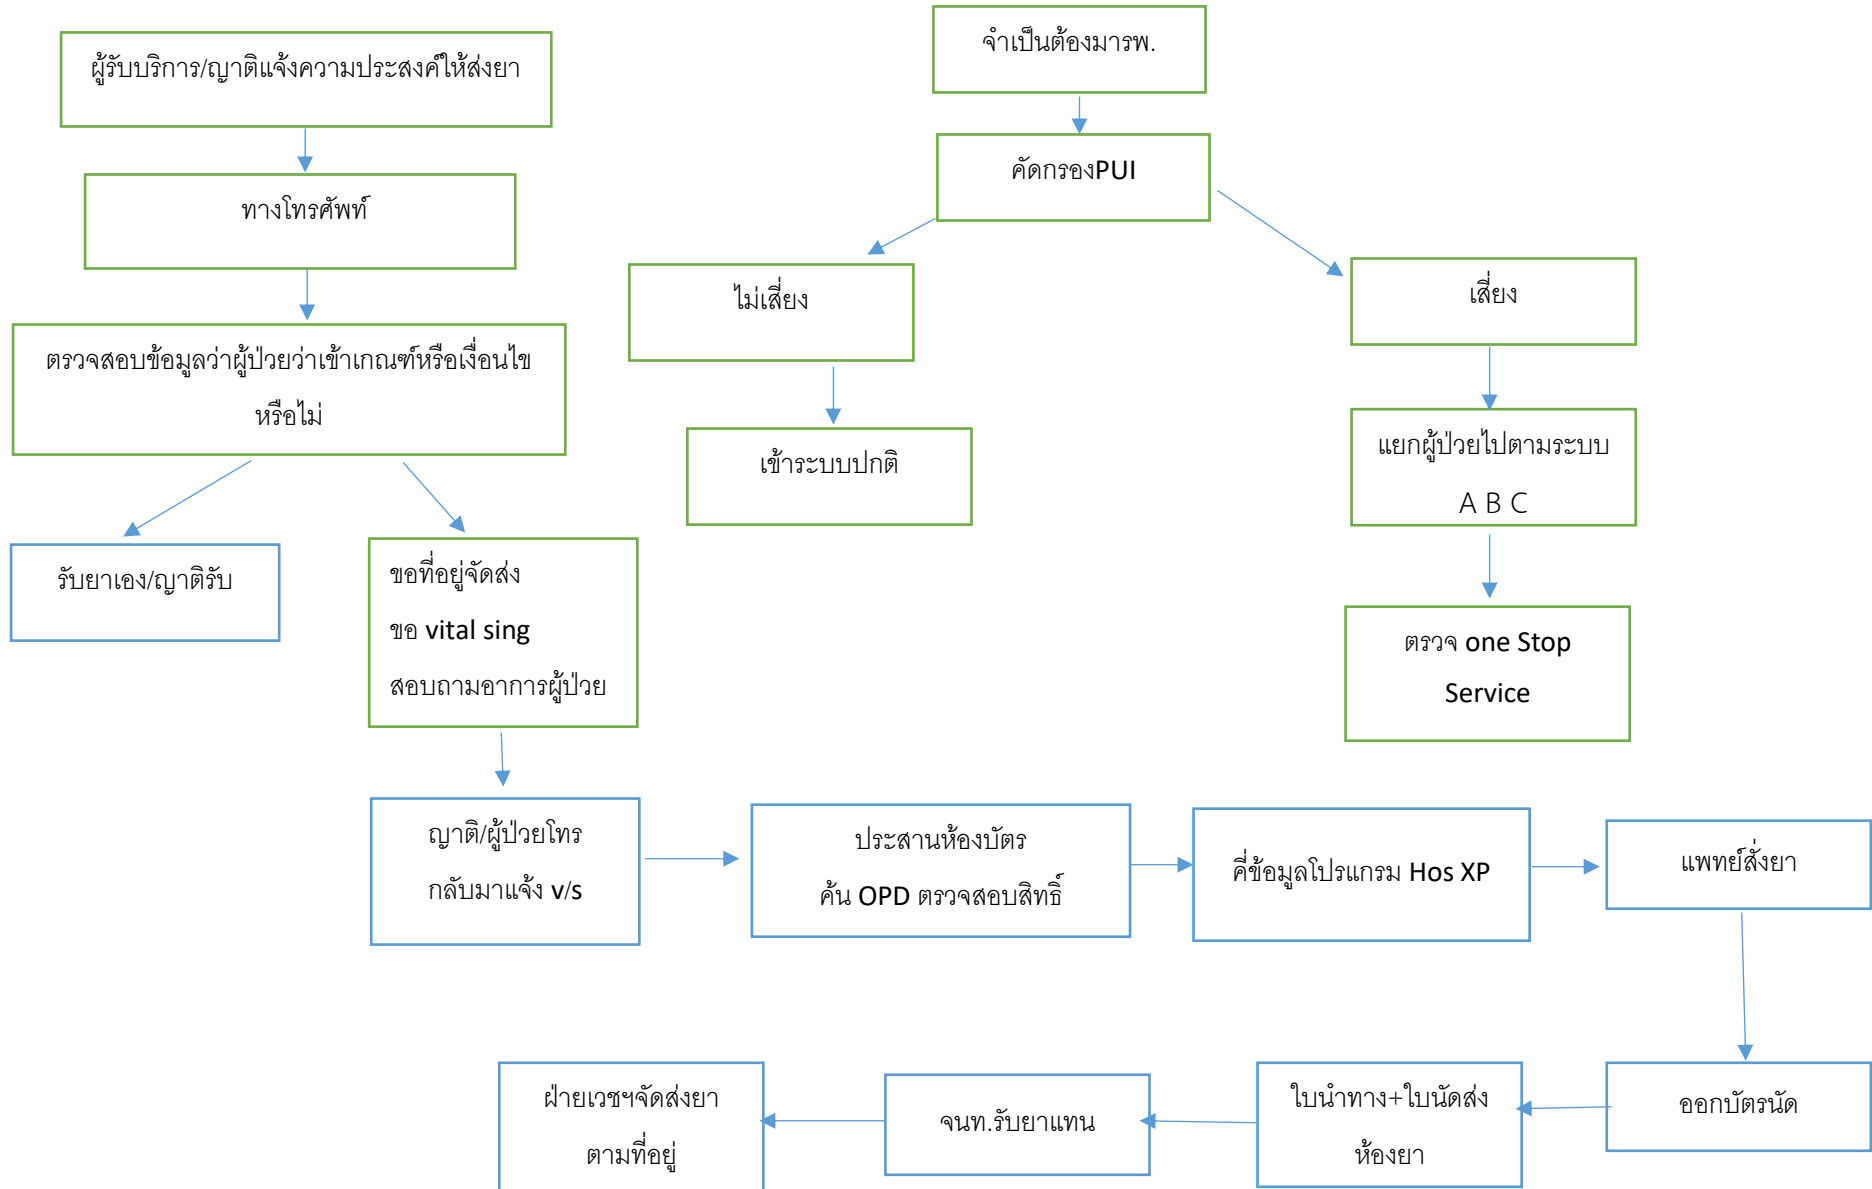 ผู้รับบริการ/ญาติแจ้งความประสงค์ให้ส่งยา
ทางโทรศัพท์
ตรวจสอบข้อมูลว่าผู้ป่วยว่าเข้าเกณฑ์หรือเงื่อนไข
หรือไม่
รับยาเอง/ญาติรับ
ขอที่อยู่จัดส่ง
ขอ vital sing
สอบถามอาการผู้ป่วย
จำเป็นต้องมารพ.
คัดกรองPUI
ไม่เสี่ยง
เข้าระบบปกติ
เสี่ยง
แยกผู้ป่วยไปตามระบบ
A B C
ตรวจ one Stop
Service
ญาติ/ผู้ป่วยโทร
กลับมาแจ้ง v/s
ประสานห้องบัตร
ค้น OPD ตรวจสอบสิทธิ์
คี่ข้อมูลโปรแกรม Hos XP
แพทย์สั่งยา
ออกบัตรนัด
ใบนำทาง+ใบนัดส่ง
ห้องยา
จนท.รับยาแทน
ฝ่ายเวชฯจัดส่งยา
ตามที่อยู่